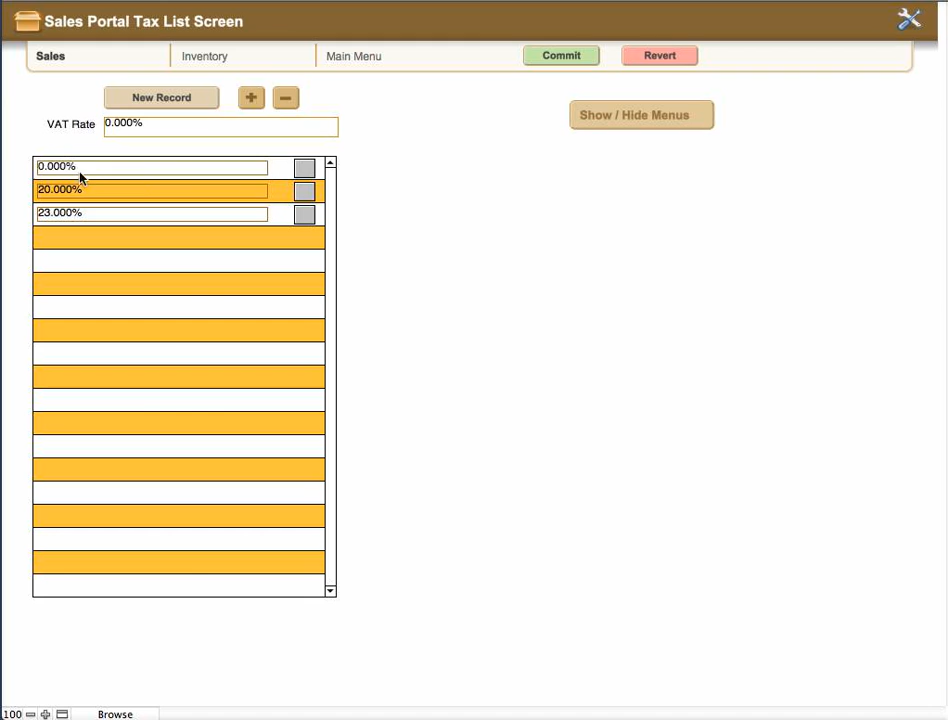 Sales Portal Tax List Screen
Sales
Inventory
Main Menu
Commit
Revert
New Record
Show / Hide Menus
VAT Rate
0.000%
0.000%
20.000%
23.000%
100
Browse